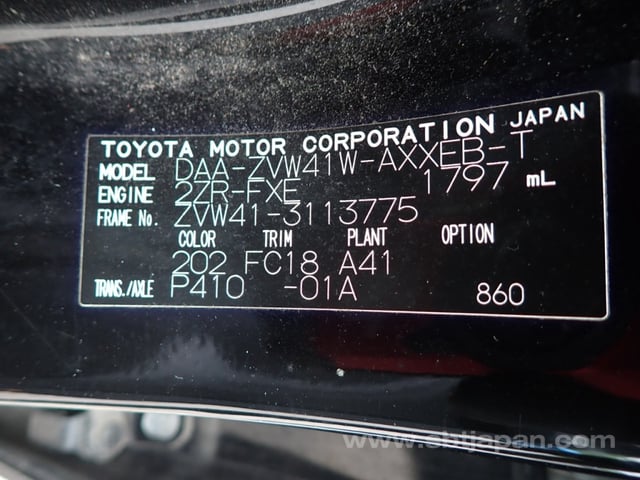 TOYOTA MOTOR CORPORATION JAPAN
MODEL DAA-ZVW41W-AXXEB-T
ENGINE 2ZR-FXE 1797 mL
FRAME No. ZVW41-3113775
COLOR TRIM PLANT OPTION
202 FC18 A41
TRANS./AXLE P410 -01A 860
www.sbtjapan.com